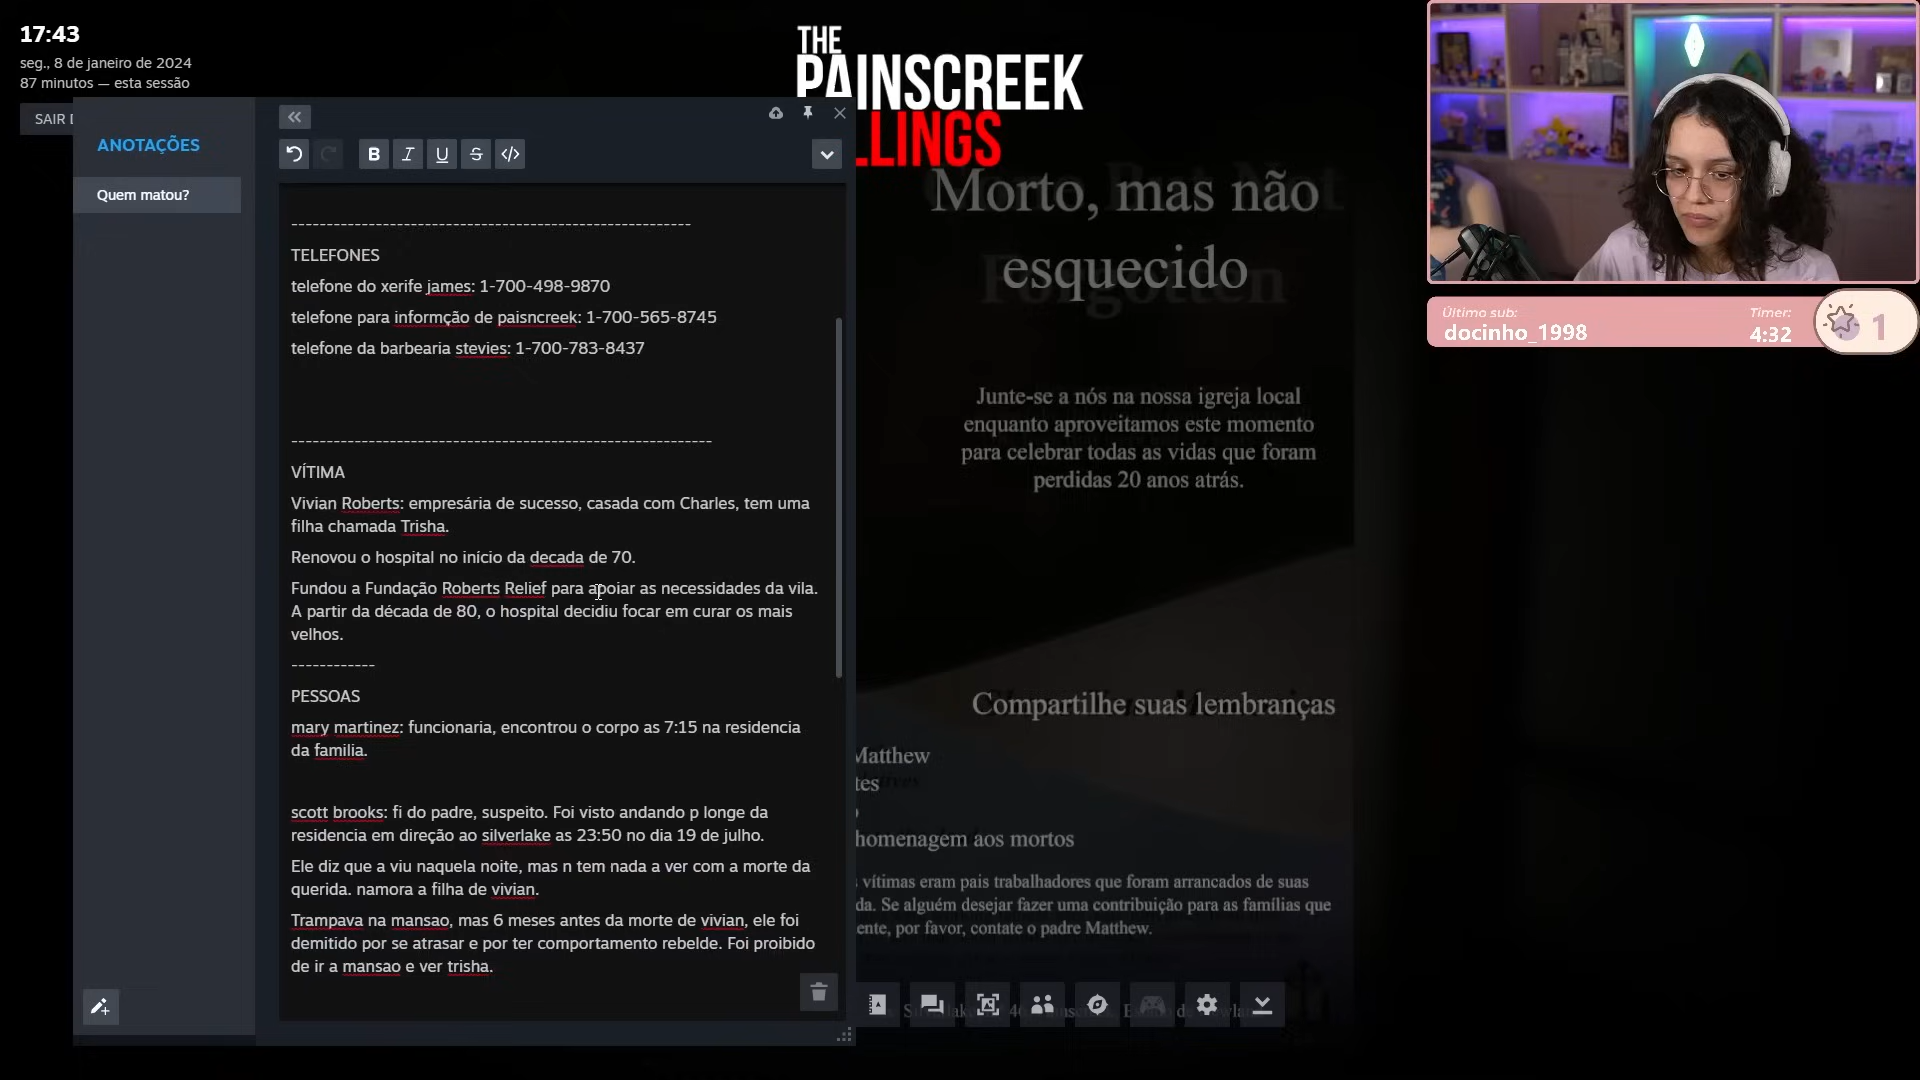 17:43
seg., 8 de janeiro de 2024
87 minutos — esta sessão
SAIR
ANOTAÇÕES
Quem matou?
------------------------------------------------------------
TELEFONES
telefone do xerife james: 1-700-498-9870
telefone para informção de paisncreek: 1-700-565-8745
telefone da barbearia stevies: 1-700-783-8437
------------------------------------------------------------
VÍTIMA
Vivian Roberts: empresária de sucesso, casada com Charles, tem uma
filha chamada Trisha.
Renovou o hospital no início da decada de 70.
Fundou a Fundação Roberts Relief para apoiar as necessidades da vila.
A partir da década de 80, o hospital decidiu focar em curar os mais
velhos.
------------
PESSOAS
mary martinez: funcionaria, encontrou o corpo as 7:15 na residencia
da familia.
scott brooks: fi do padre, suspeito. Foi visto andando p longe da
residencia em direção ao silverlake as 23:50 no dia 19 de julho.
Ele diz que a viu naquela noite, mas n tem nada a ver com a morte da
querida. namora a filha de vivian.
Trampava na mansao, mas 6 meses antes da morte de vivian, ele foi
demitido por se atrasar e por ter comportamento rebelde. Foi proibido
de ir a mansao e ver trisha.
THE
PAINSCREEK
LLINGS
Morto, mas não
esquecido
Junte-se a nós na nossa igreja local
enquanto aproveitamos este momento
para celebrar todas as vidas que foram
perdidas 20 anos atrás.
Compartilhe suas lembranças
Matthew
tes
homenagem aos mortos
vítimas eram pais trabalhadores que foram arrancados de suas
da. Se alguém desejar fazer uma contribuição para as famílias que
ente, por favor, contate o padre Matthew.
Último sub:
docinho_1998
Timer:
4:32
1